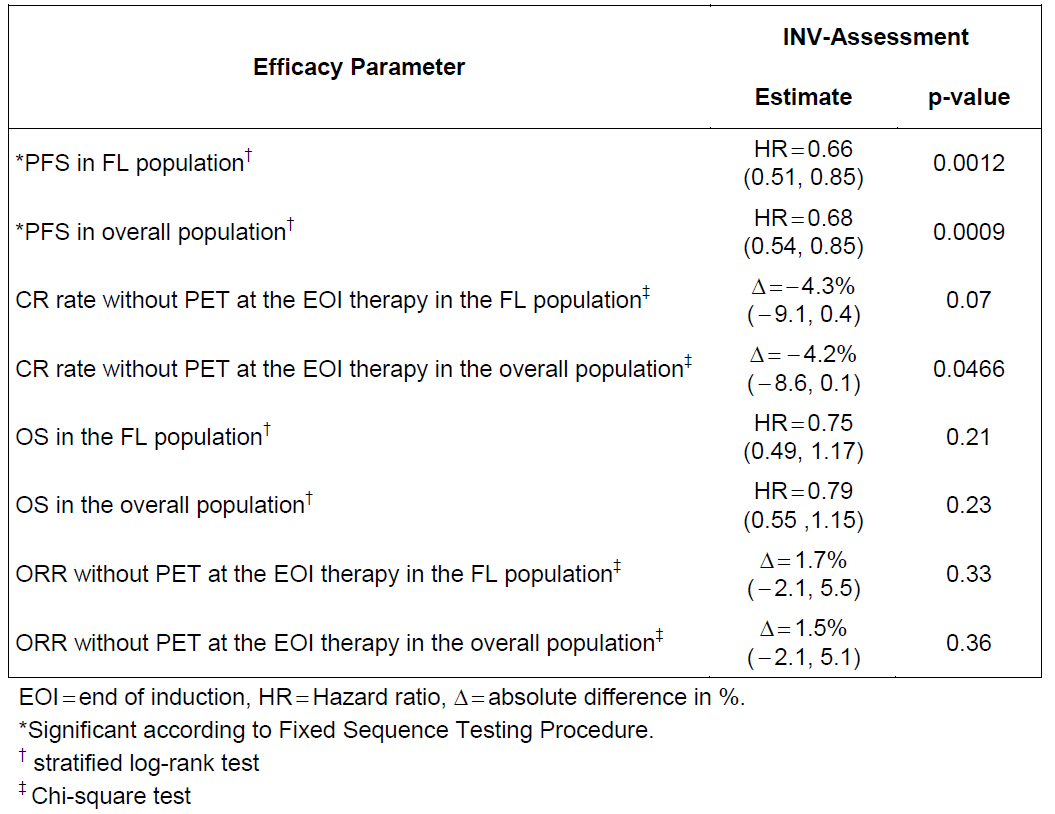 Efficacy Parameter
INV-Assessment
Estimate p-value
*PFS in FL population†
HR=0.66
(0.51, 0.85)
0.0012
*PFS in overall population†
HR=0.68
(0.54, 0.85)
0.0009
CR rate without PET at the EOI therapy in the FL population‡
Δ=−4.3%
(−9.1, 0.4)
0.07
CR rate without PET at the EOI therapy in the overall population‡
Δ= −4.2%
(−8.6, 0.1)
0.0466
OS in the FL population†
HR=0.75
(0.49, 1.17)
0.21
OS in the overall population†
HR=0.79
(0.55 ,1.15)
0.23
ORR without PET at the EOI therapy in the FL population‡
Δ=1.7%
(−2.1, 5.5)
0.33
ORR without PET at the EOI therapy in the overall population‡
Δ=1.5%
(−2.1, 5.1)
0.36
EOI=end of induction, HR=Hazard ratio, Δ=absolute difference in %.
*Significant according to Fixed Sequence Testing Procedure.
† stratified log-rank test
‡ Chi-square test